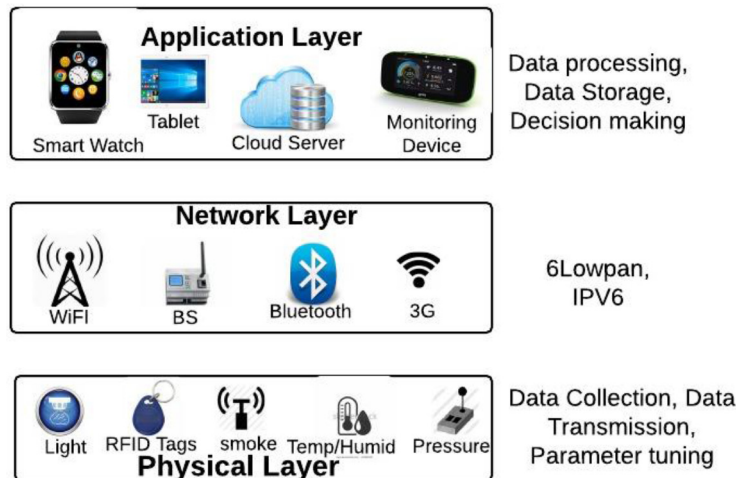 Application Layer
Smart Watch
Tablet
Cloud Server
Monitoring
Device
Data processing,
Data Storage,
Decision making
Network Layer
WiFI
BS
Bluetooth
3G
6Lowpan,
IPV6
Light
RFID Tags
smoke
Temp/Humid
Pressure
Physical Layer
Data Collection, Data
Transmission,
Parameter tuning